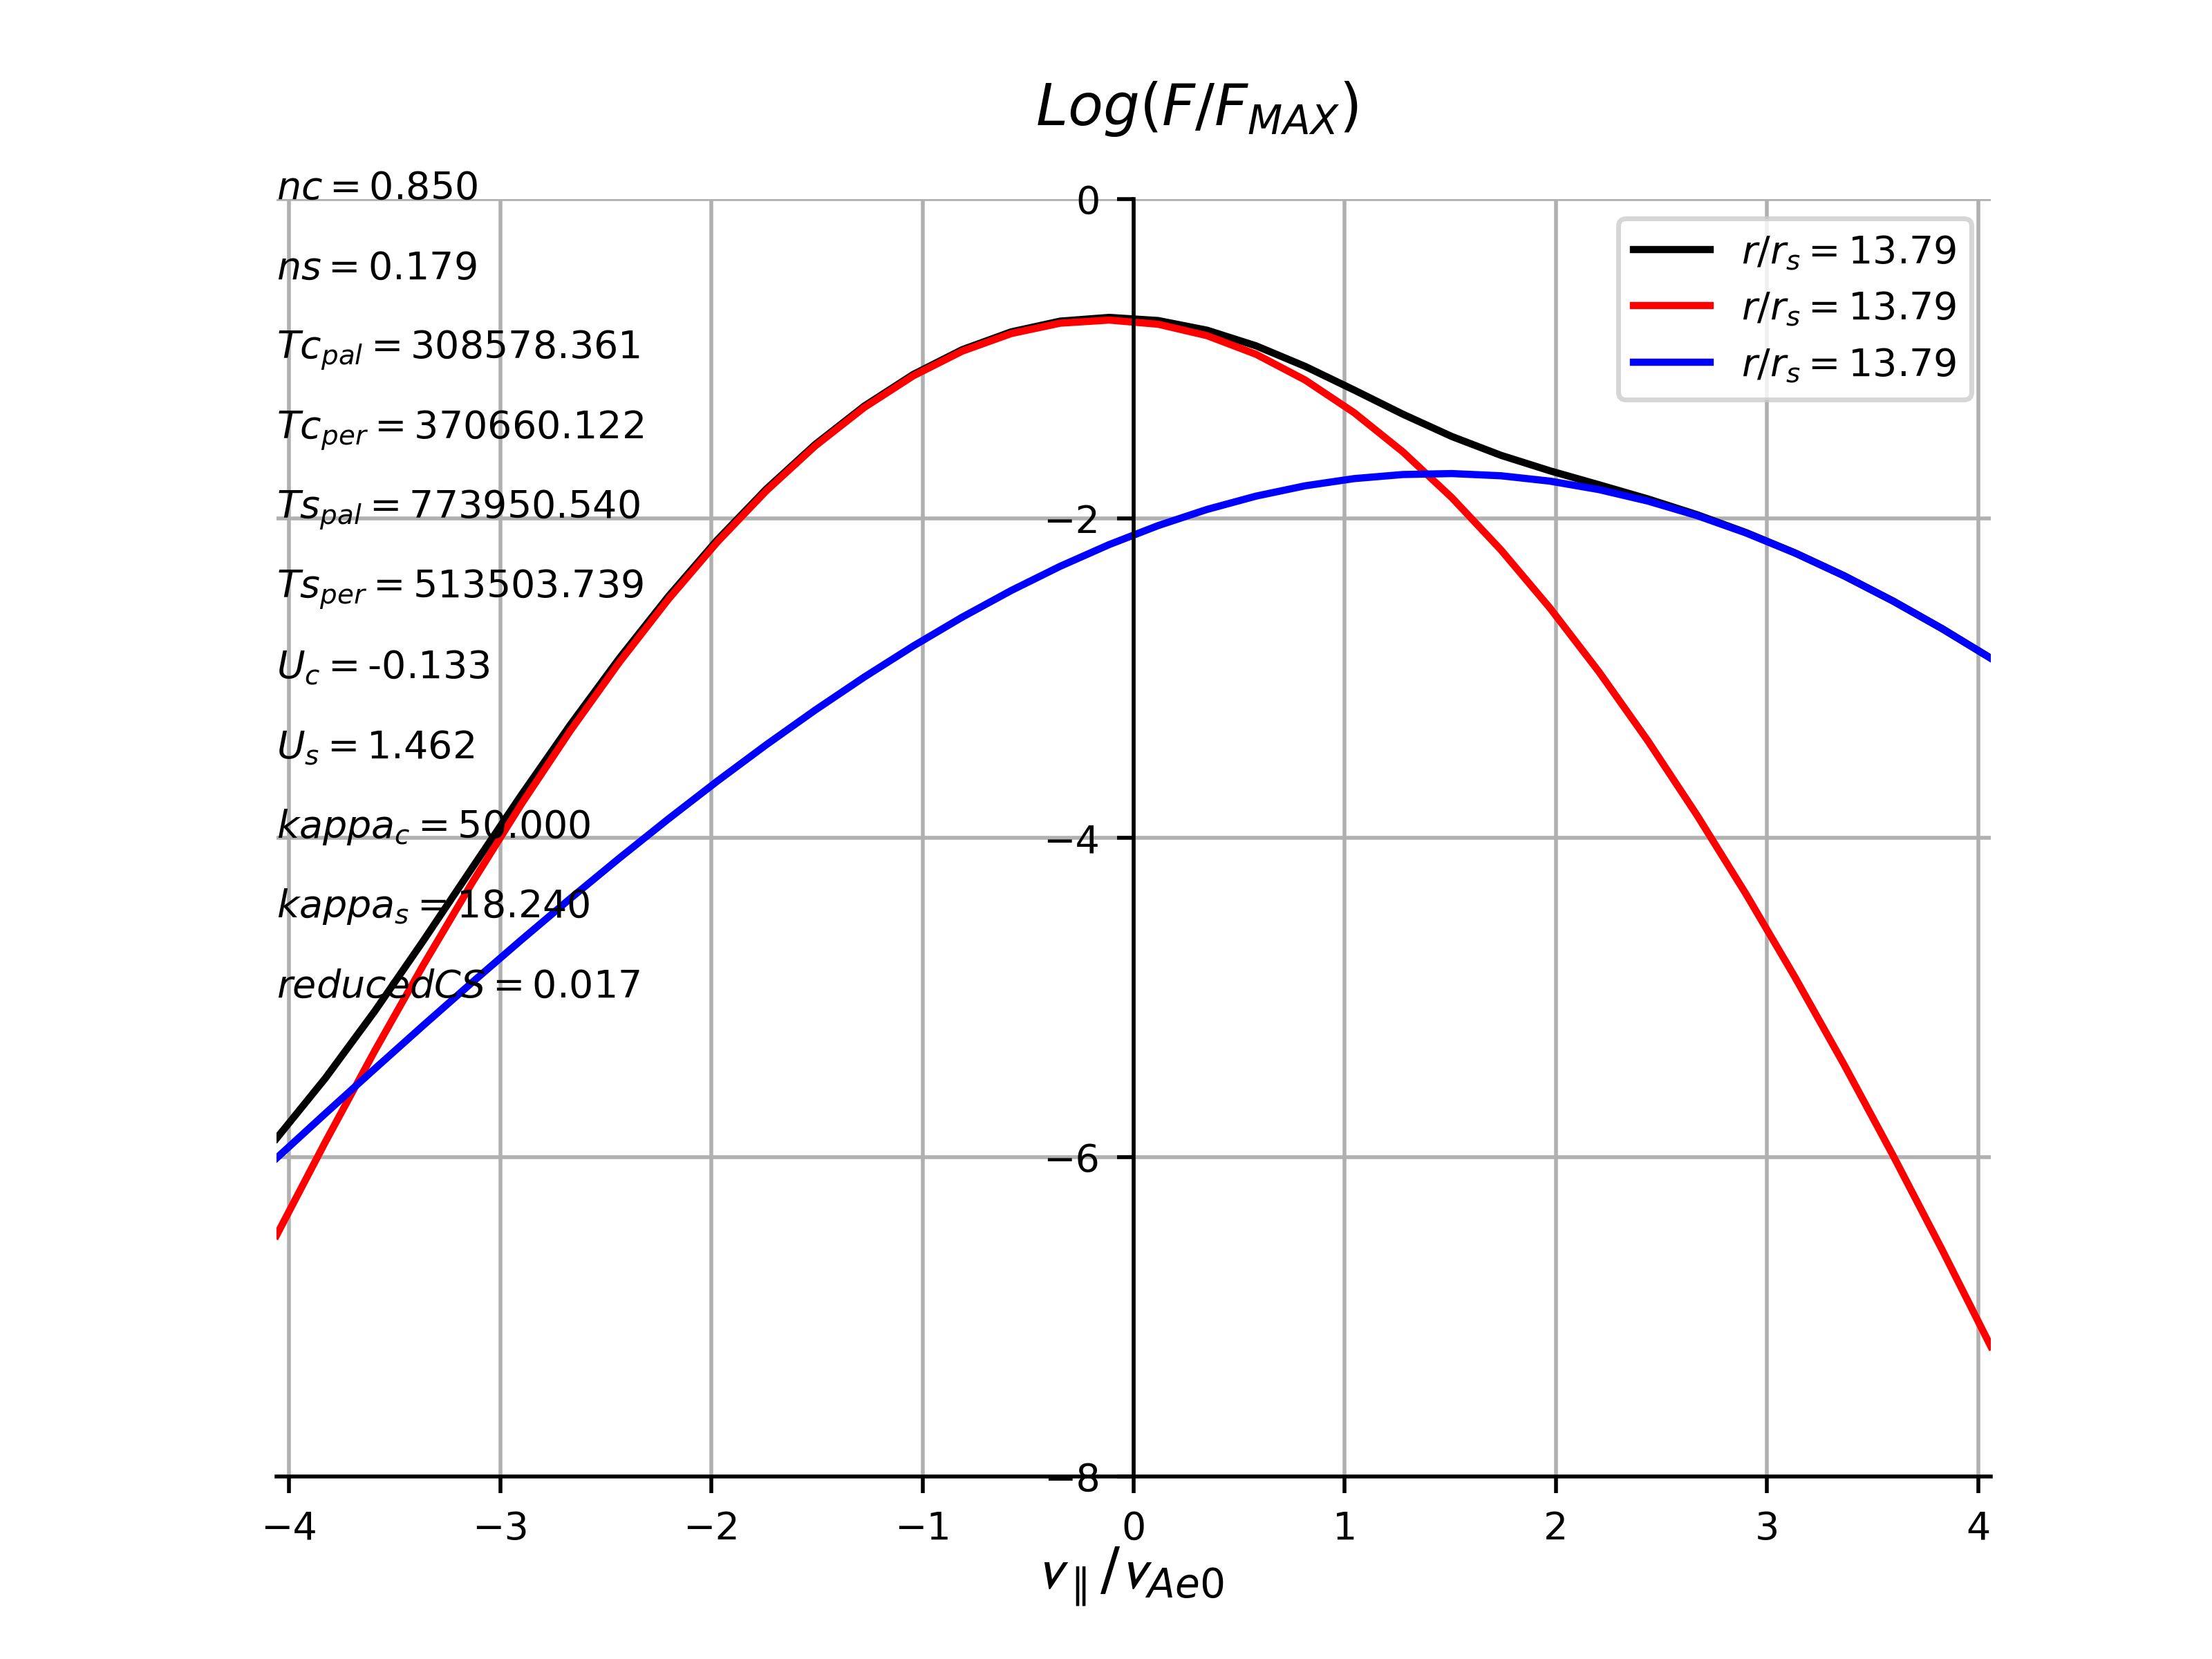 Log(F/F_MAX)
nc = 0.850
ns = 0.179
Tc_pal = 308578.361
Tc_per = 370660.122
Ts_pal = 773950.540
Ts_per = 513503.739
U_c = -0.133
U_s = 1.462
kappa_c = 50.000
kappa_s = 18.240
reducedCS = 0.017
r/r_s = 13.79
r/r_s = 13.79
r/r_s = 13.79
0
−2
−4
−6
−8
−4 −3 −2 −1 0 1 2 3 4
v_∥/v_Ae0